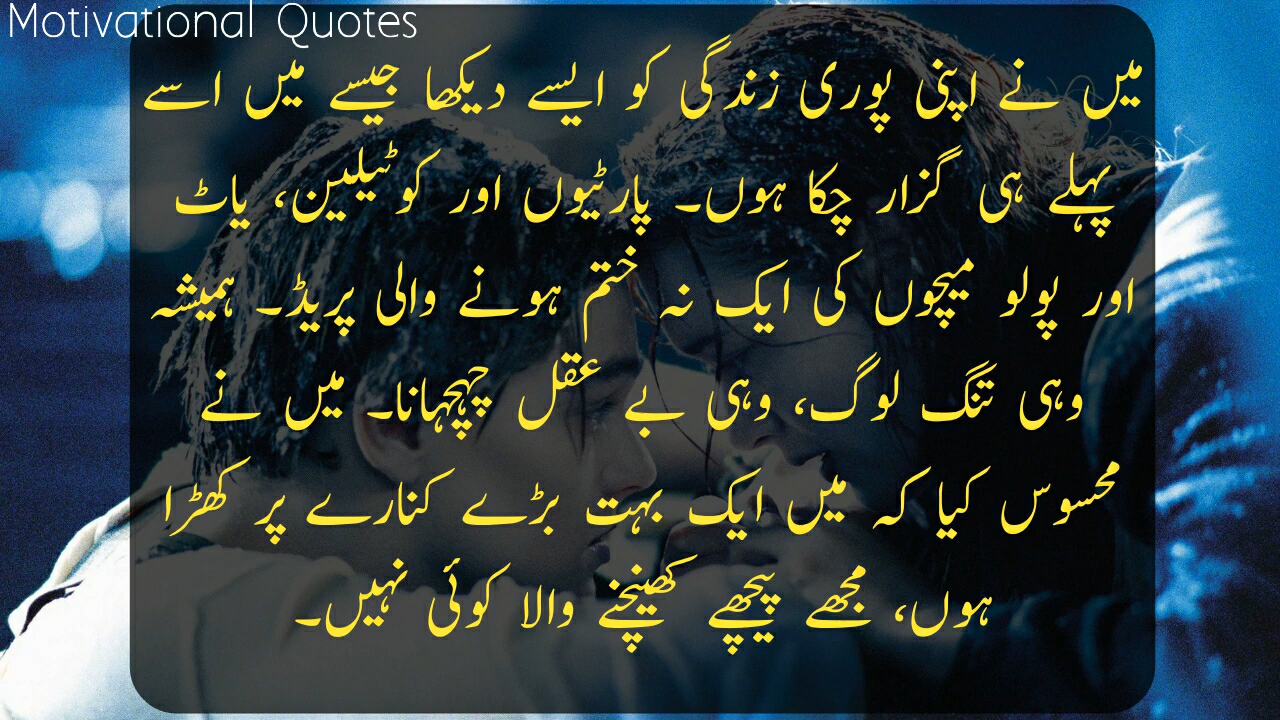 Motivational Quotes
میں نے اپنی پوری زندگی کو ایسے دیکھا جیسے میں اسے
پہلے ہی گزار چکا ہوں۔ پارٹیوں اور کوٹیلین، یاٹ
اور پولو میچوں کی ایک نہ ختم ہونے والی پریڈ۔ ہمیشہ
وہی تنگ لوگ، وہی بے عقل چہچہانا۔ میں نے
محسوس کیا کہ میں ایک بہت بڑے کنارے پر کھڑا
ہوں، مجھے پیچھے کھینچنے والا کوئی نہیں۔